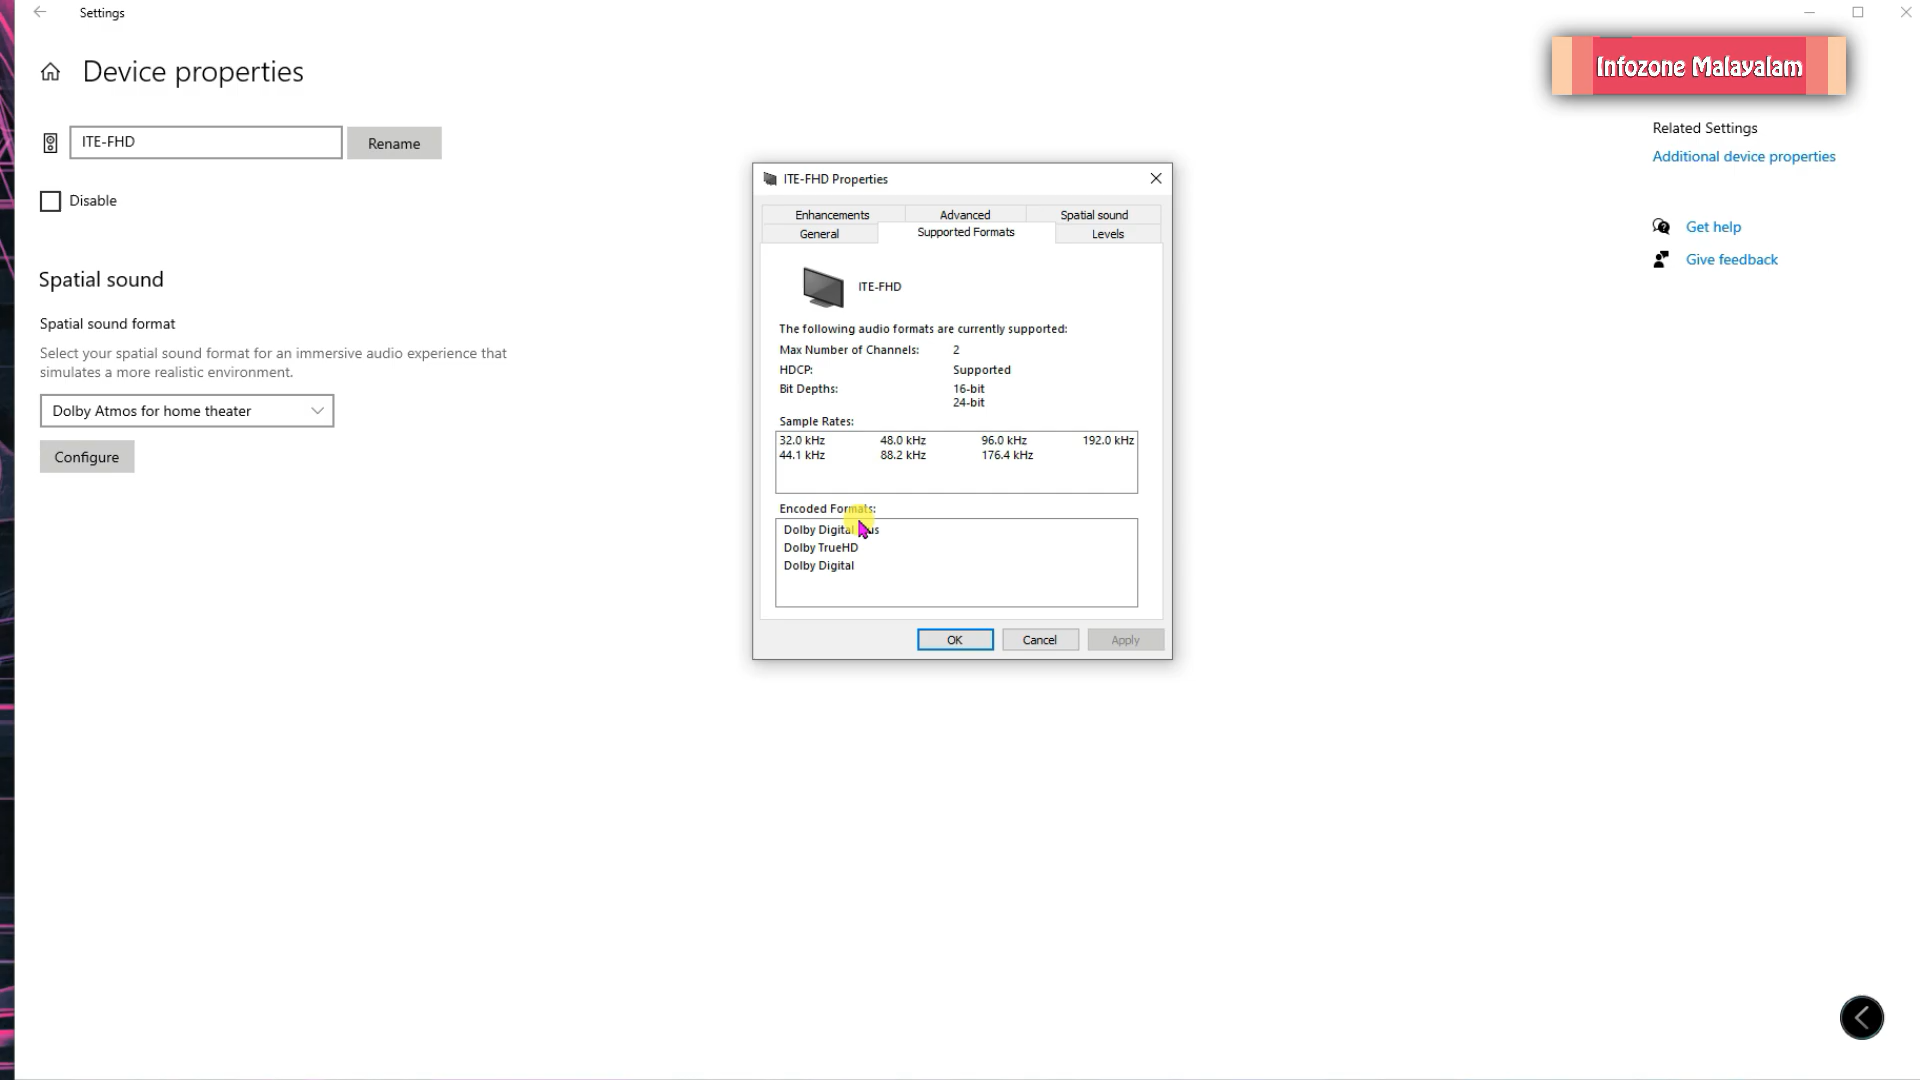 Settings
Device properties
ITE-FHD
Rename
Disable
Spatial sound
Spatial sound format
Select your spatial sound format for an immersive audio experience that
simulates a more realistic environment.
Dolby Atmos for home theater
Configure
ITE-FHD Properties
Enhancements Advanced Spatial sound
General Supported Formats Levels
ITE-FHD
The following audio formats are currently supported:
Max Number of Channels: 2
HDCP: Supported
Bit Depths: 16-bit
24-bit
Sample Rates:
32.0 kHz 48.0 kHz 96.0 kHz 192.0 kHz
44.1 kHz 88.2 kHz 176.4 kHz
Encoded Formats:
Dolby Digital
Dolby TrueHD
Dolby Digital
OK Cancel Apply
Infozone Malayalam
Related Settings
Additional device properties
Get help
Give feedback